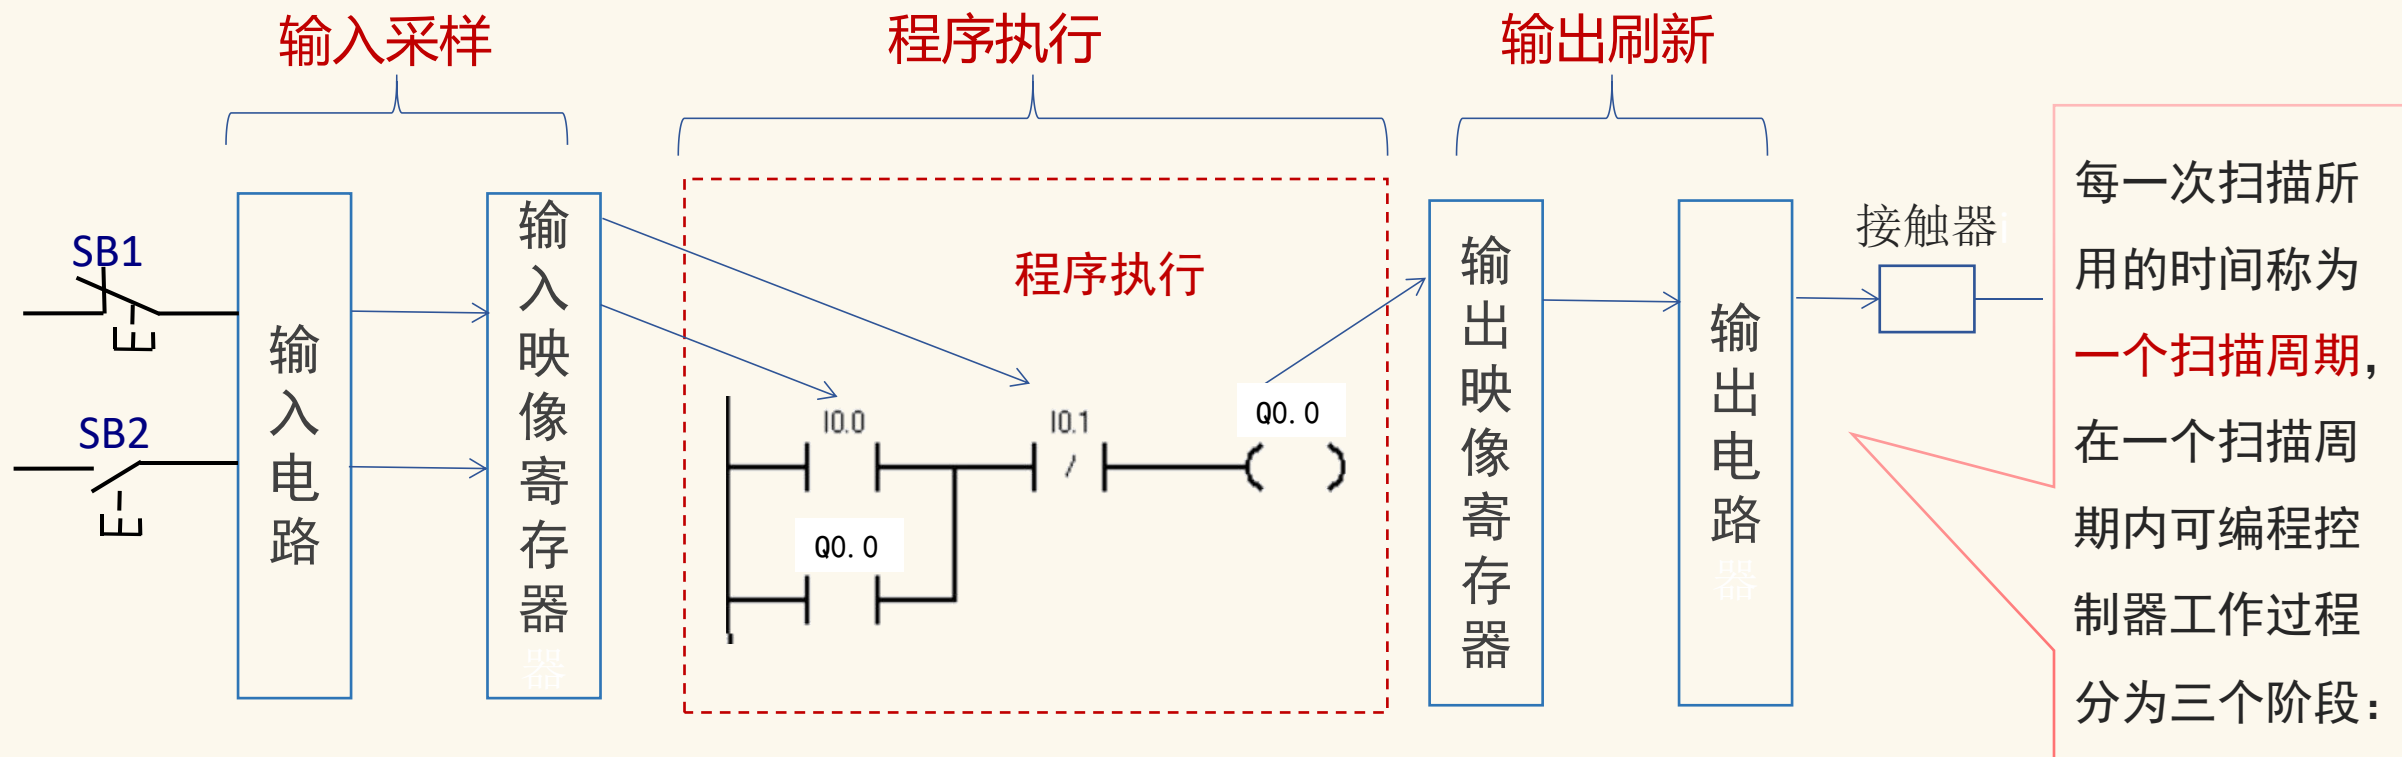 输入采样
程序执行
输出刷新
SB1
SB2
输入电路
输入映像寄存器
器
程序执行
I0.0
I0.1
Q0.0
Q0.0
输出映像寄存器
输出电路
器
接触器
每一次扫描所
用的时间称为
一个扫描周期，
在一个扫描周
期内可编程控
制器工作过程
分为三个阶段：